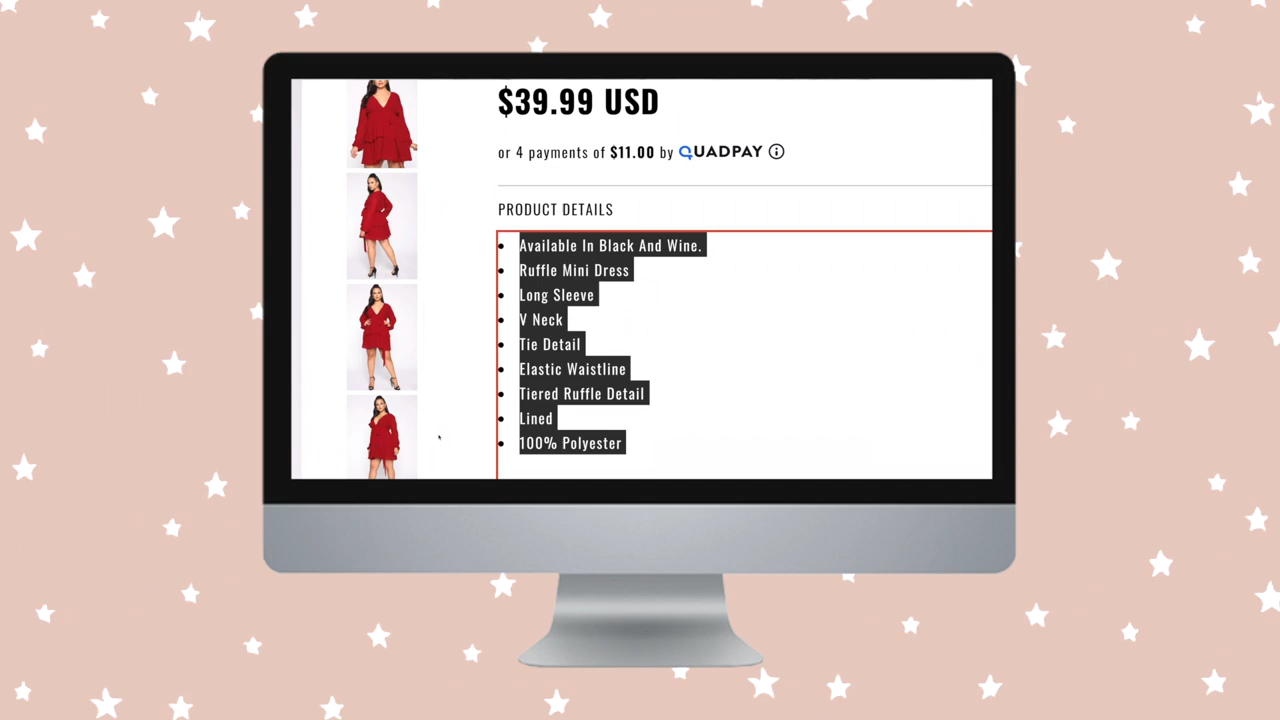 $39.99 USD
or 4 payments of $11.00 by QUADPAY
PRODUCT DETAILS
Available In Black And Wine.
Ruffle Mini Dress
Long Sleeve
V Neck
Tie Detail
Elastic Waistline
Tiered Ruffle Detail
Lined
100% Polyester